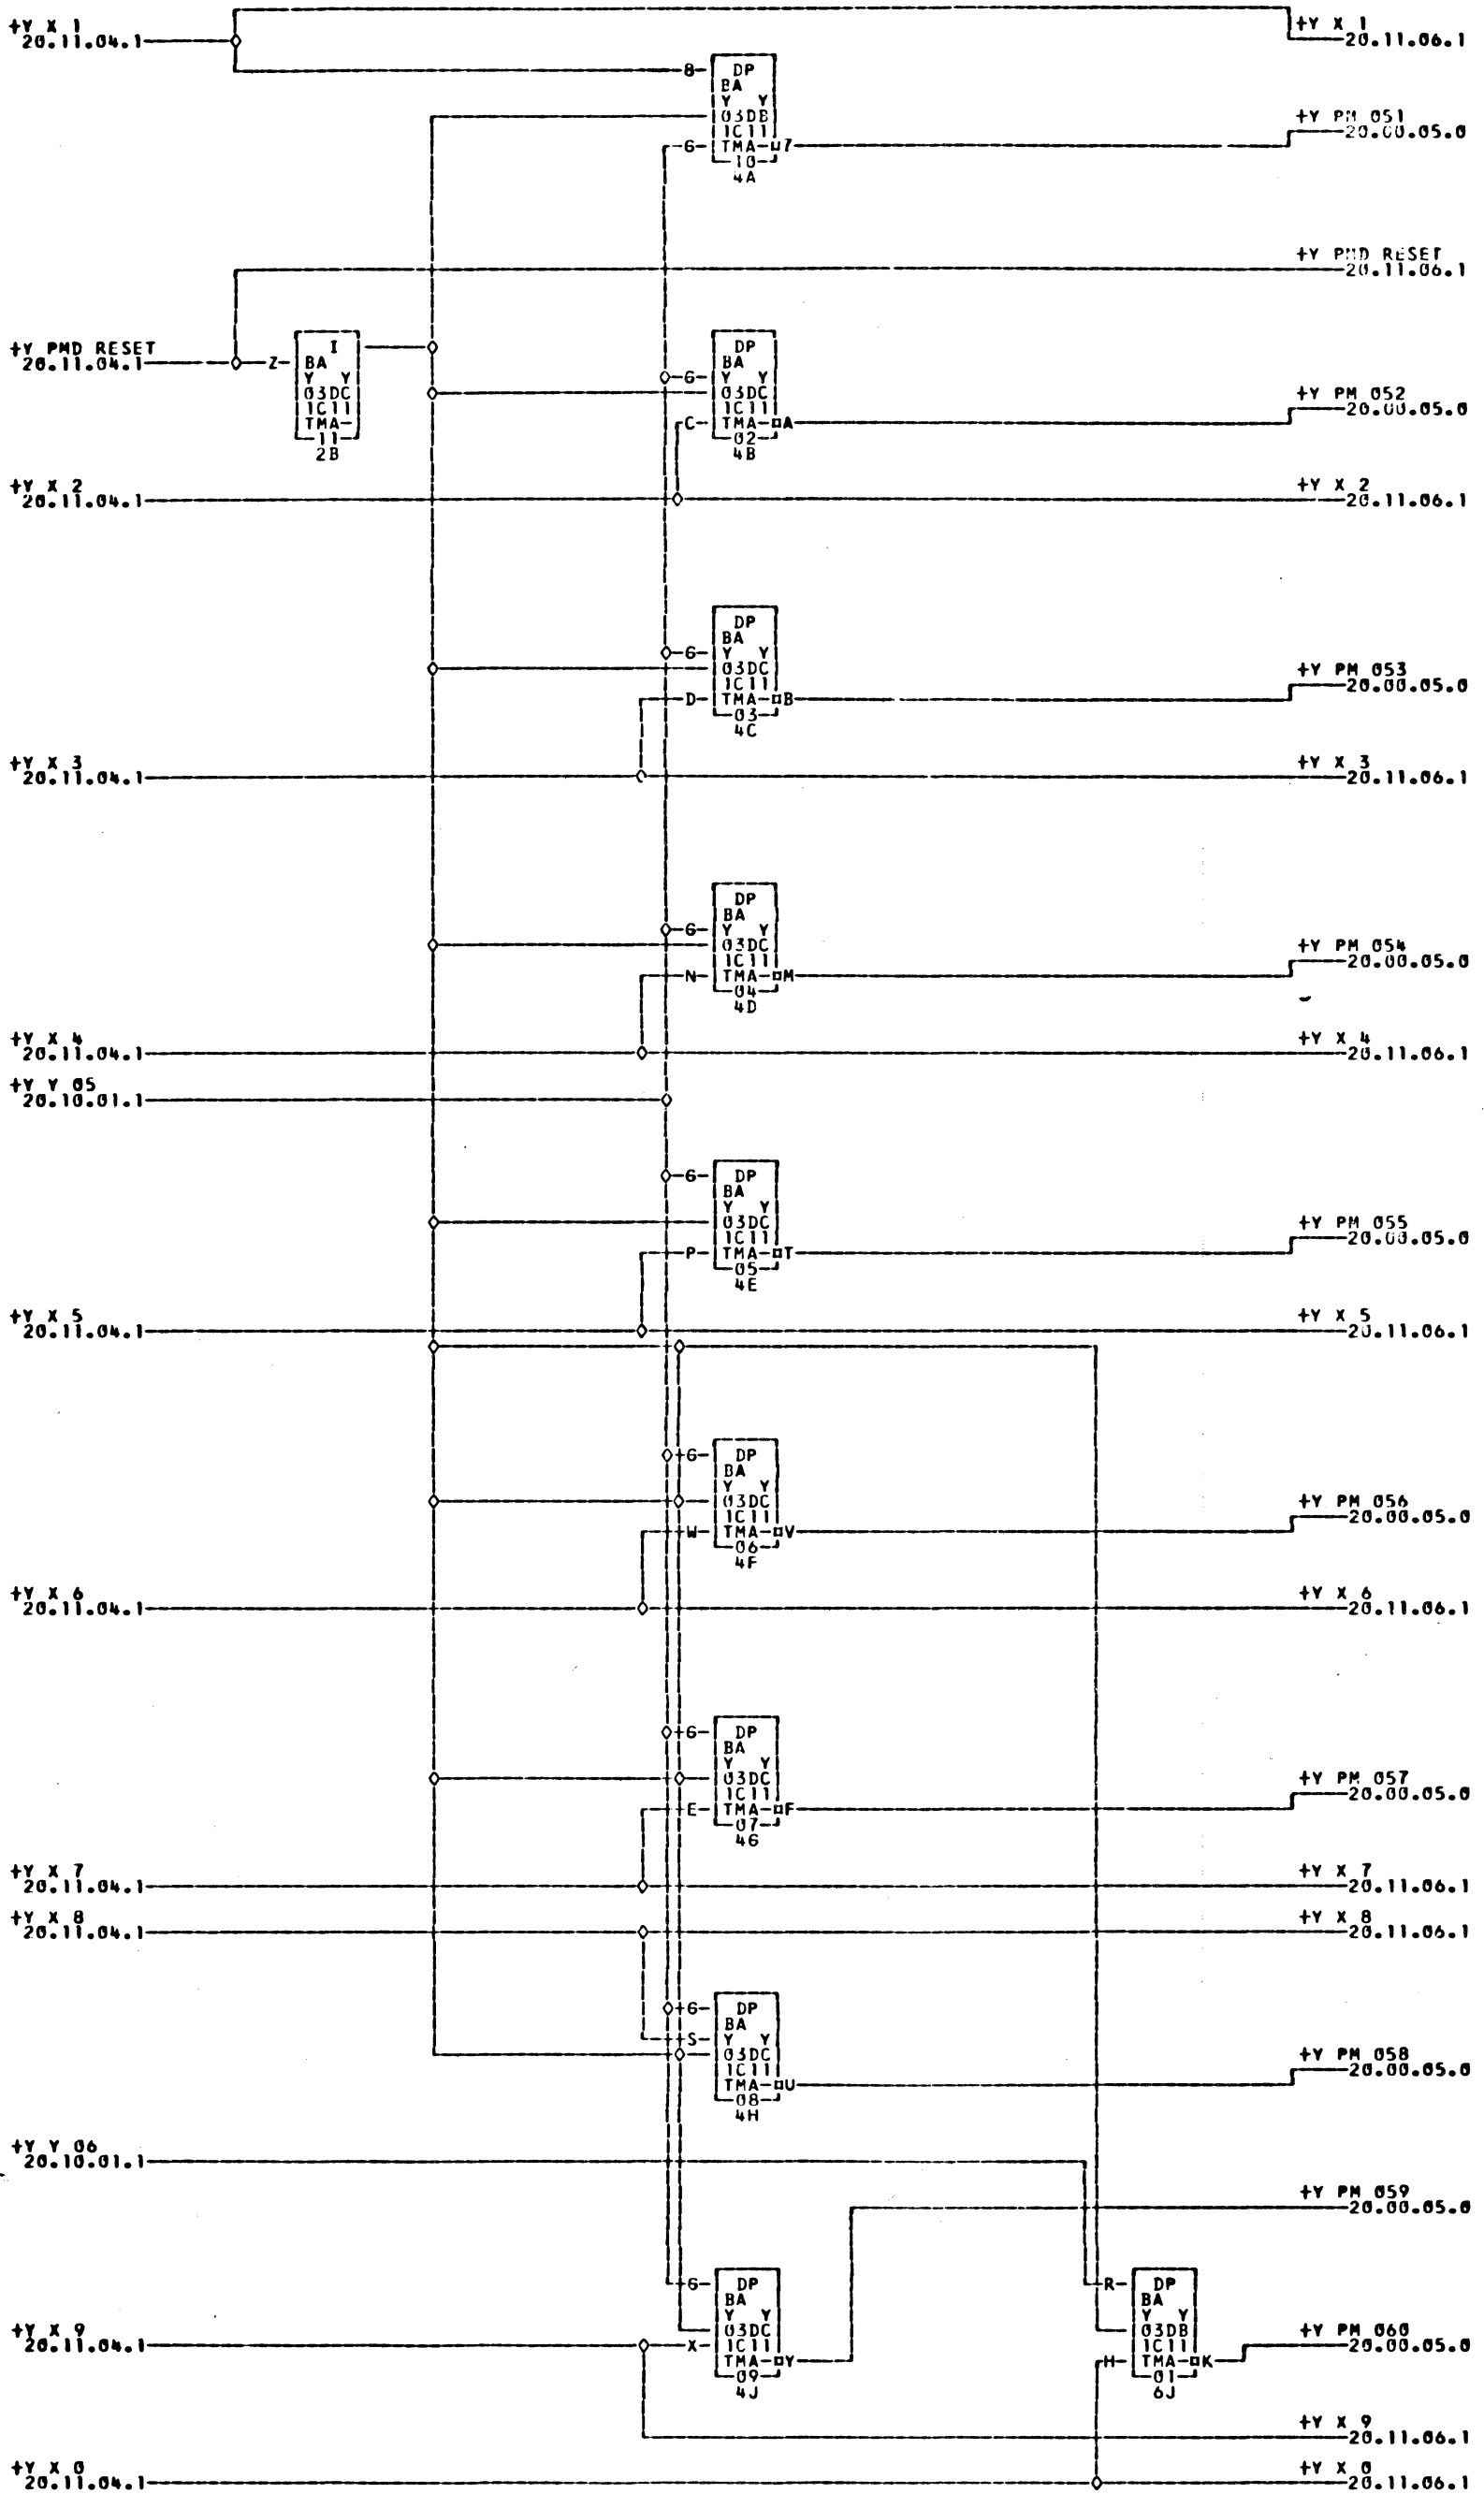 +Y X 1
20.11.04.1
+Y X 1
20.11.06.1
8 DP
BA
Y Y
03DB
1C11
6 TMA 7
10
4A
+Y PM 051
20.00.05.0
+Y PMD RESET
20.11.06.1
+Y PMD RESET
20.11.04.1
Z
I
BA
Y Y
03DC
1C11
TMA
11
2B
DP
BA
6 Y Y
03DC
1C11
C TMA A
02
4B
+Y PM 052
20.00.05.0
+Y X 2
20.11.04.1
+Y X 2
20.11.06.1
DP
BA
6 Y Y
03DC
1C11
D TMA B
03
4C
+Y PM 053
20.00.05.0
+Y X 3
20.11.04.1
+Y X 3
20.11.06.1
DP
BA
6 Y Y
03DC
1C11
N TMA M
04
4D
+Y PM 054
20.00.05.0
+Y X 4
20.11.04.1
+Y X 4
20.11.06.1
+Y Y 05
20.10.01.1
6 DP
BA
Y Y
03DC
1C11
P TMA T
05
4E
+Y PM 055
20.00.05.0
+Y X 5
20.11.04.1
+Y X 5
20.11.06.1
6 DP
BA
Y Y
03DC
1C11
W TMA V
06
4F
+Y PM 056
20.00.05.0
+Y X 6
20.11.04.1
+Y X 6
20.11.06.1
6 DP
BA
Y Y
03DC
1C11
E TMA F
07
4G
+Y PM 057
20.00.05.0
+Y X 7
20.11.04.1
+Y X 7
20.11.06.1
+Y X 8
20.11.04.1
+Y X 8
20.11.06.1
6 DP
BA
S Y Y
03DC
1C11
TMA U
08
4H
+Y PM 058
20.00.05.0
+Y Y 06
20.10.01.1
+Y PM 059
20.00.05.0
6 DP
BA
Y Y
03DC
X 1C11
TMA Y
09
4J
R DP
BA
Y Y
03DB
1C11
H TMA K
01
6J
+Y X 9
20.11.04.1
+Y PM 060
20.00.05.0
+Y X 9
20.11.06.1
+Y X 0
20.11.04.1
+Y X 0
20.11.06.1